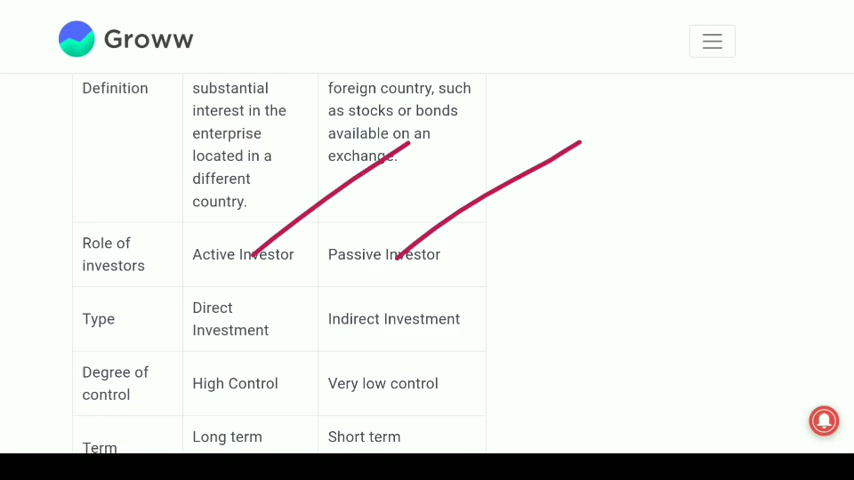 Groww
Definition
substantial
interest in the
enterprise
located in a
different
country.
foreign country, such
as stocks or bonds
available on an
exchange.
Role of
investors
Active Investor
Passive Investor
Type
Direct
Investment
Indirect Investment
Degree of
control
High Control
Very low control
Term
Long term
Short term